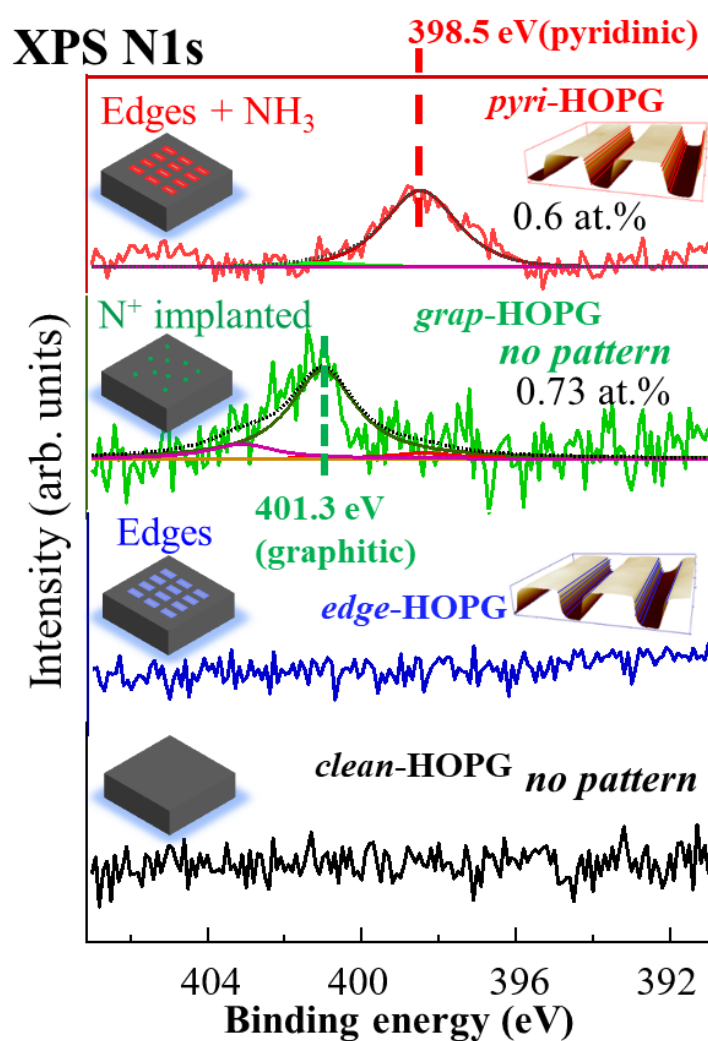 XPS N1s
398.5 eV(pyridinic)
Edges + NH₃
pyri-HOPG
0.6 at.%
N⁺ implanted
grap-HOPG
no pattern
0.73 at.%
401.3 eV
(graphitic)
Edges
edge-HOPG
clean-HOPG no pattern
Intensity (arb. units)
404 400 396 392
Binding energy (eV)